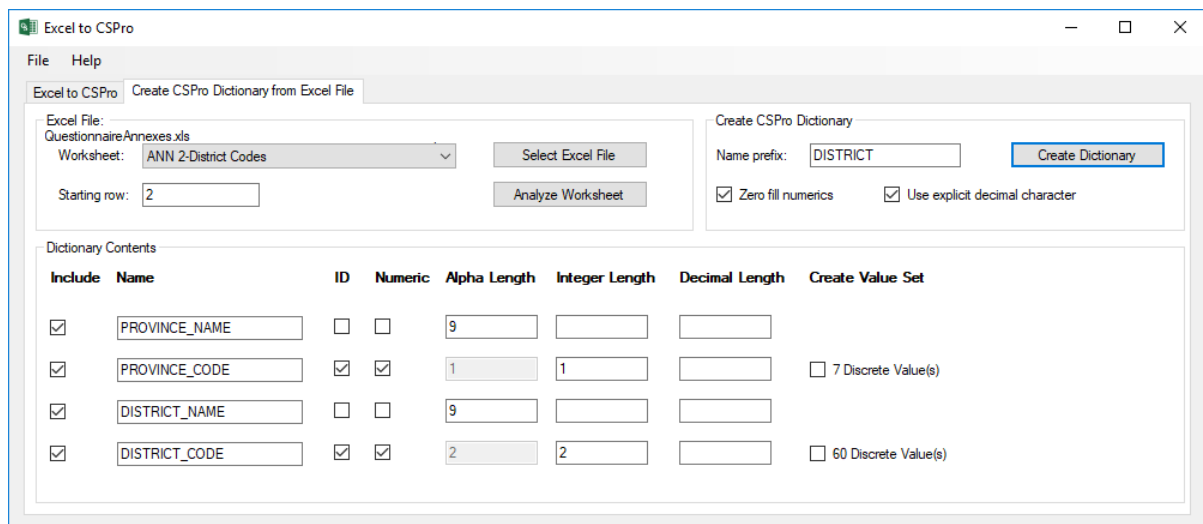 Excel to CSPro
File Help
Excel to CSPro Create CSPro Dictionary from Excel File
Excel File:
QuestionnaireAnnexes.xls
Worksheet: ANN 2-District Codes Select Excel File
Starting row: 2 Analyze Worksheet
Create CSPro Dictionary
Name prefix: DISTRICT Create Dictionary
Zero fill numerics Use explicit decimal character
Dictionary Contents
Include Name ID Numeric Alpha Length Integer Length Decimal Length Create Value Set
PROVINCE_NAME 9
PROVINCE_CODE 1 1 7 Discrete Value(s)
DISTRICT_NAME 9
DISTRICT_CODE 2 2 60 Discrete Value(s)